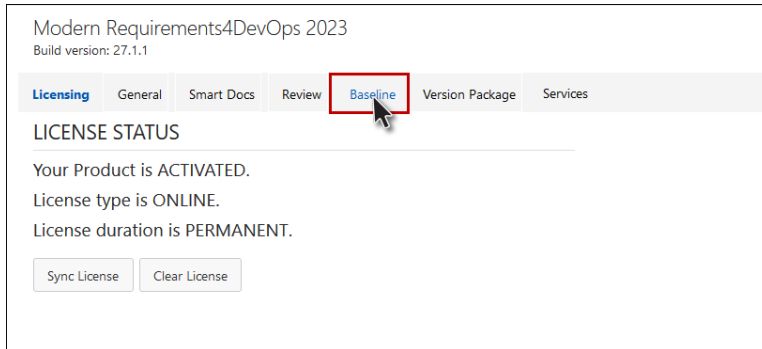 Modern Requirements4DevOps 2023
Build version: 27.1.1
Licensing General Smart Docs Review Baseline Version Package Services
LICENSE STATUS
Your Product is ACTIVATED.
License type is ONLINE.
License duration is PERMANENT.
Sync License Clear License